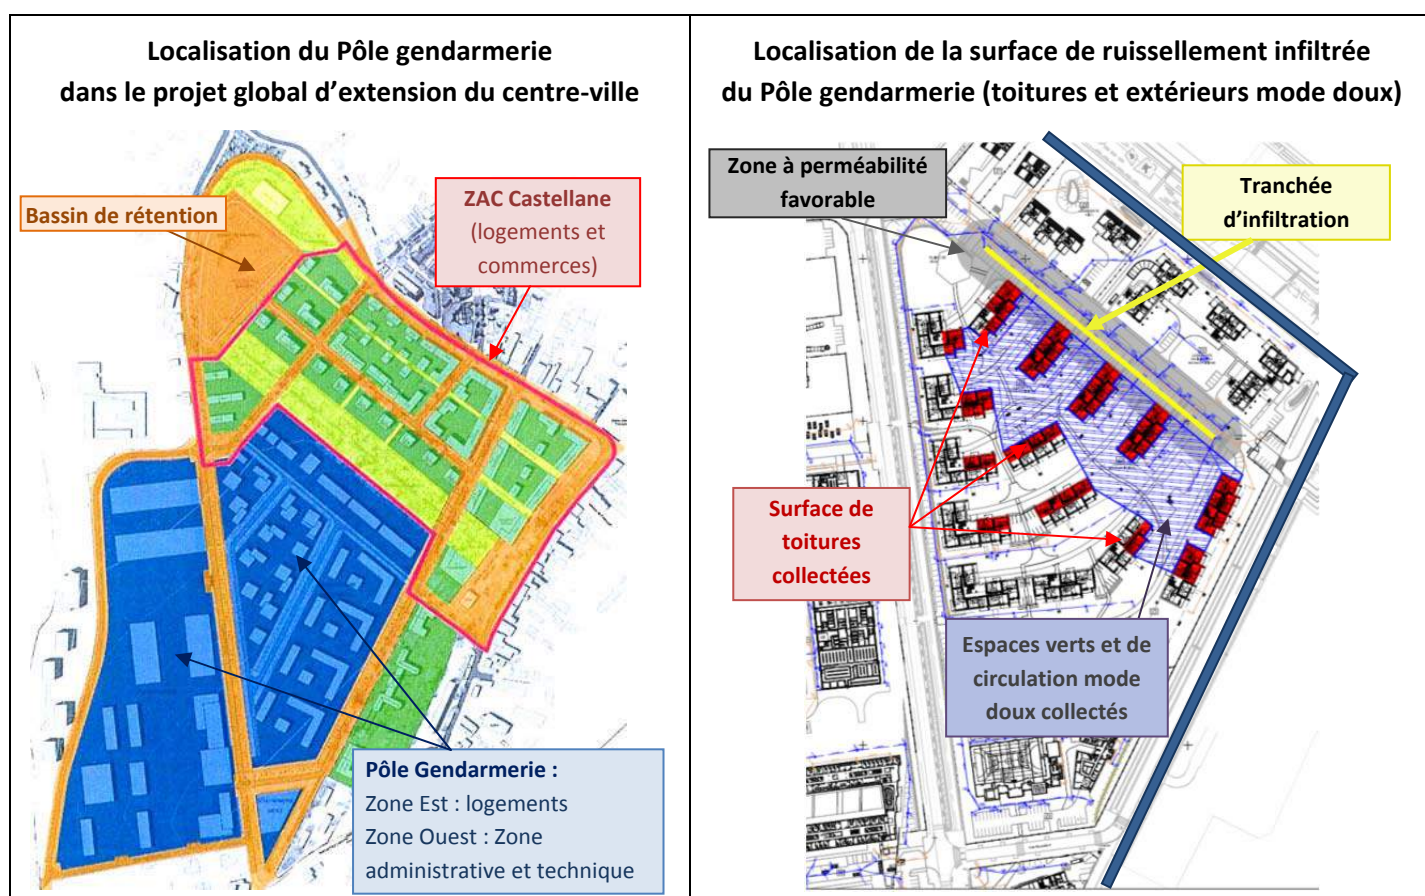 Localisation du Pôle gendarmerie
dans le projet global d'extension du centre-ville
Bassin de rétention
ZAC Castellane
(logements et
commerces)
Pôle Gendarmerie :
Zone Est : logements
Zone Ouest : Zone
administrative et technique
Localisation de la surface de ruissellement infiltrée
du Pôle gendarmerie (toitures et extérieurs mode doux)
Zone à perméabilité
favorable
Tranchée
d'infiltration
Surface de
toitures
collectées
Espaces verts et de
circulation mode
doux collectés